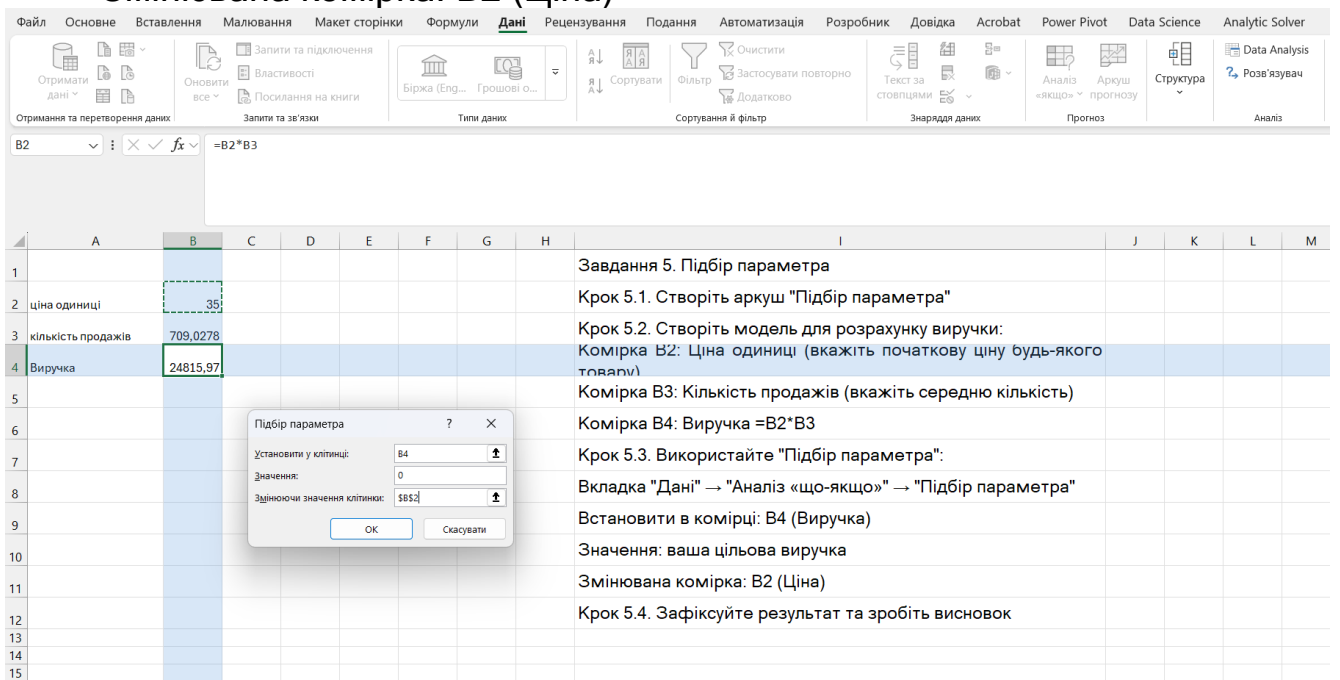 Змінювана комірка: B2 (Ціна)
Файл Основне Вставлення Малювання Макет сторінки Формули Дані Рецензування Подання Автоматизація Розробник Довідка Acrobat Power Pivot Data Science Analytic Solver
Отримати дані
Оновити все
Запити та підключення
Властивості
Посилання на книги
Біржа (Eng... Грошові о...
Сортувати
Фільтр
Очистити
Застосувати повторно
Додатково
Текст за стовпцями
Аналіз «якщо»
Аркуш прогнозу
Структура
Data Analysis
Розв'язувач
Отримання та перетворення даних Запити та зв'язки Типи даних Сортування й фільтр Знаряддя даних Прогноз Аналіз
B2 fx =B2*B3
A B C D E F G H I J K L M
1 Завдання 5. Підбір параметра
2 ціна одиниці 35 Крок 5.1. Створіть аркуш "Підбір параметра"
3 кількість продажів 709,0278 Крок 5.2. Створіть модель для розрахунку виручки:
4 Виручка 24815,97 Комірка B2: Ціна одиниці (вкажіть початкову ціну будь-якого
товару)
5 Комірка B3: Кількість продажів (вкажіть середню кількість)
6 Комірка B4: Виручка =B2*B3
7 Крок 5.3. Використайте "Підбір параметра":
8 Вкладка "Дані" → "Аналіз «що-якщо»" → "Підбір параметра"
9 Встановити в комірці: B4 (Виручка)
10 Значення: ваша цільова виручка
11 Змінювана комірка: B2 (Ціна)
12 Крок 5.4. Зафіксуйте результат та зробіть висновок
13
14
15
Підбір параметра ? ×
Установити у клітинці: B4
Значення: 0
Змінюючи значення клітинки: $B$2
ОК Скасувати